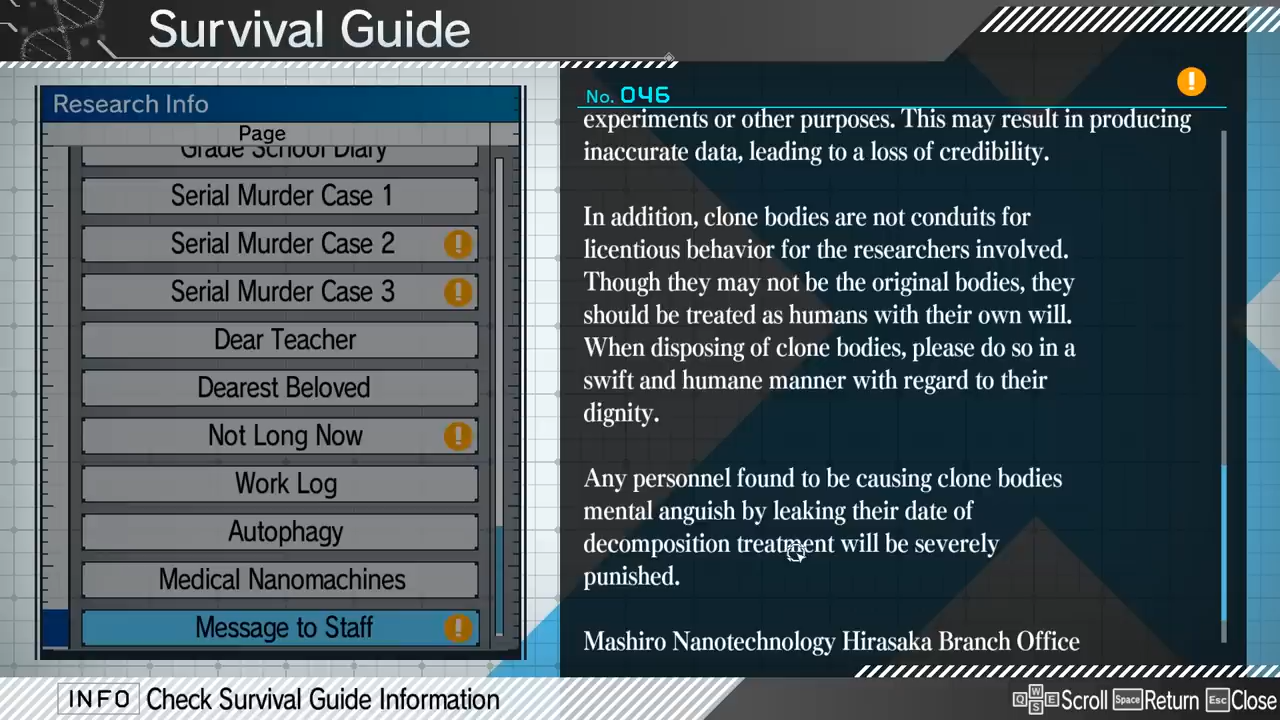 Survival Guide
Research Info
Page
Grade School Diary
Serial Murder Case 1
Serial Murder Case 2
Serial Murder Case 3
Dear Teacher
Dearest Beloved
Not Long Now
Work Log
Autophagy
Medical Nanomachines
Message to Staff
No. 046
experiments or other purposes. This may result in producing
inaccurate data, leading to a loss of credibility.
In addition, clone bodies are not conduits for
licentious behavior for the researchers involved.
Though they may not be the original bodies, they
should be treated as humans with their own will.
When disposing of clone bodies, please do so in a
swift and humane manner with regard to their
dignity.
Any personnel found to be causing clone bodies
mental anguish by leaking their date of
decomposition treatment will be severely
punished.
Mashiro Nanotechnology Hirasaka Branch Office
INFO Check Survival Guide Information
Q W S E Scroll Space Return Esc Close